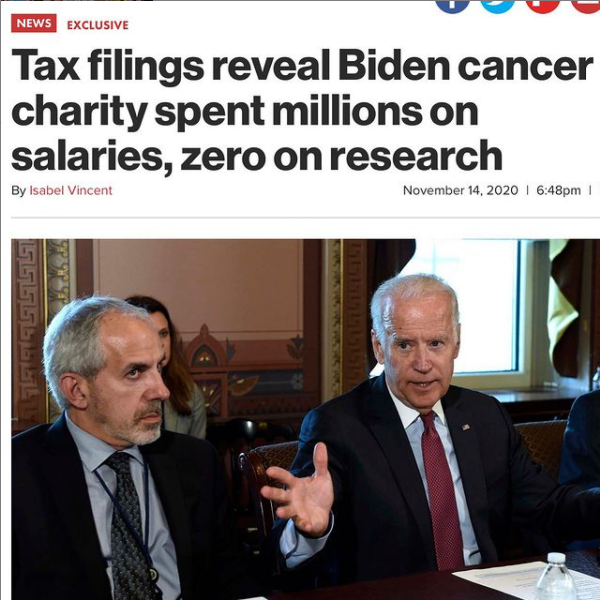 NEWS EXCLUSIVE
Tax filings reveal Biden cancer
charity spent millions on
salaries, zero on research
By Isabel Vincent November 14, 2020 | 6:48pm |